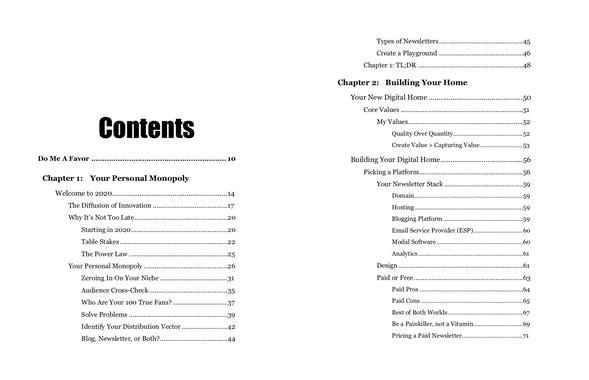 Contents
Do Me A Favor ........ 10
Chapter 1: Your Personal Monopoly
Welcome to 2020........14
The Diffusion of Innovation ........17
Why It's Not Too Late........20
Starting in 2020........20
Table Stakes ........22
The Power Law ........25
Your Personal Monopoly ........26
Zeroing In On Your Niche ........31
Audience Cross-Check........35
Who Are Your 100 True Fans? ........37
Solve Problems ........39
Identify Your Distribution Vector ........42
Blog, Newsletter, or Both?........44
Types of Newsletters........45
Create a Playground ........46
Chapter 1: TL;DR ........48
Chapter 2: Building Your Home
Your New Digital Home ........50
Core Values ........51
My Values........52
Quality Over Quantity........52
Create Value > Capturing Value........53
Building Your Digital Home........56
Picking a Platform........56
Your Newsletter Stack ........59
Domain........59
Hosting........59
Blogging Platform ........59
Email Service Provider (ESP)........60
Modal Software ........60
Analytics........61
Design ........61
Paid or Free........63
Paid Pros ........64
Paid Cons ........65
Best of Both Worlds........67
Be a Painkiller, not a Vitamin........69
Pricing a Paid Newsletter........71